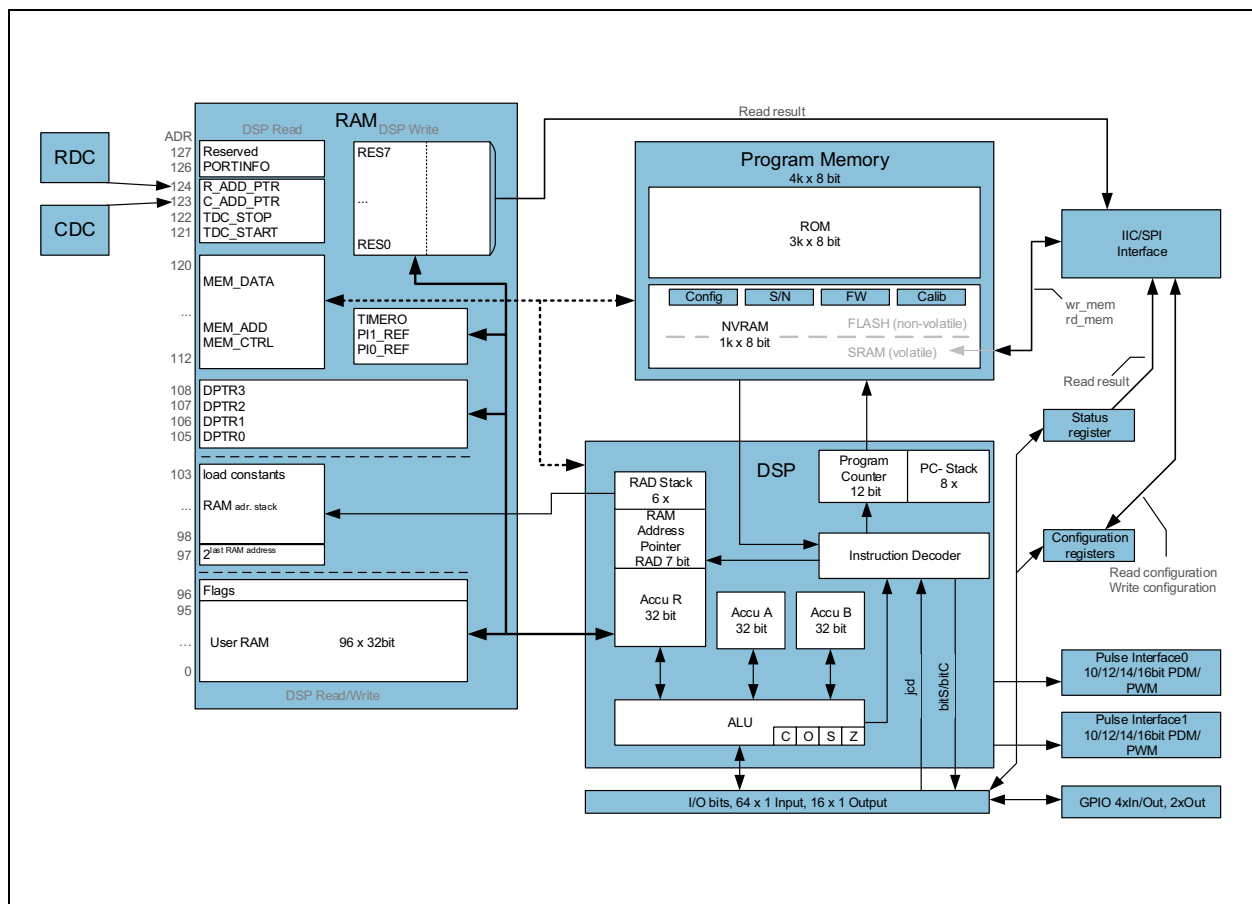 RAM
DSP Read
DSP Write
ADR
RDC
CDC
127
Reserved
126
PORTINFO
124
R_ADD_PTR
123
C_ADD_PTR
122
TDC_STOP
121
TDC_START
RES7
...
RES0
120
MEM_DATA
...
MEM_ADD
MEM_CTRL
112
TIMERO
PI1_REF
PI0_REF
108
DPTR3
107
DPTR2
106
DPTR1
105
DPTR0
103
load constants
...
RAM adr. stack
98
97
2last RAM address
96
Flags
95
...
User RAM
96 x 32bit
0
DSP Read/Write
Read result
Program Memory
4k x 8 bit
ROM
3k x 8 bit
Config
S/N
FW
Calib
NVRAM
1k x 8 bit
FLASH (non-volatile)
SRAM (volatile)
IIC/SPI
Interface
wr_mem
rd_mem
Read result
Status
register
Configuration
registers
Read configuration
Write configuration
DSP
RAD Stack
6 x
RAM
Address
Pointer
RAD 7 bit
Accu R
32 bit
Accu A
32 bit
Accu B
32 bit
Program
Counter
12 bit
PC- Stack
8 x
Instruction Decoder
ALU
C O S Z
jcd
bitS/bitC
I/O bits, 64 x 1 Input, 16 x 1 Output
Pulse Interface0
10/12/14/16bit PDM/
PWM
Pulse Interface1
10/12/14/16bit PDM/
PWM
GPIO 4xIn/Out, 2xOut